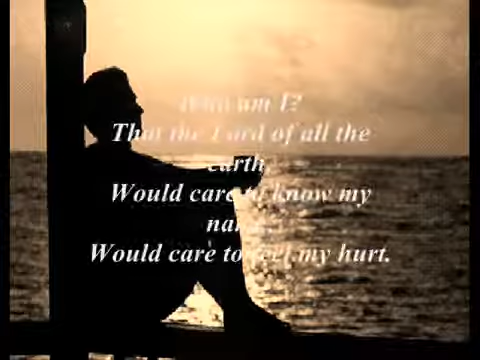 Who am I?
That the Lord of all the
earth,
Would care to know my
name,
Would care to feel my hurt.